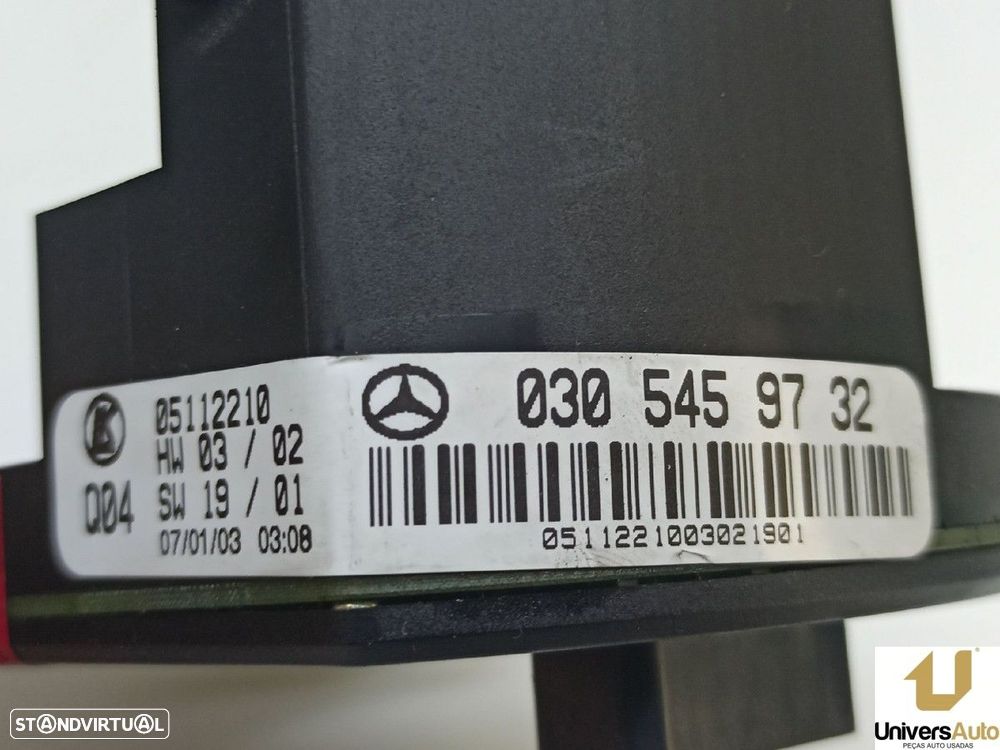 05112210
HW 03 / 02
Q04
SW 19 / 01
07/01/03 03:08
030 545 97 32
0511221003021901
STANDVIRTUAL
UniversAuto
PEÇAS AUTO USADAS